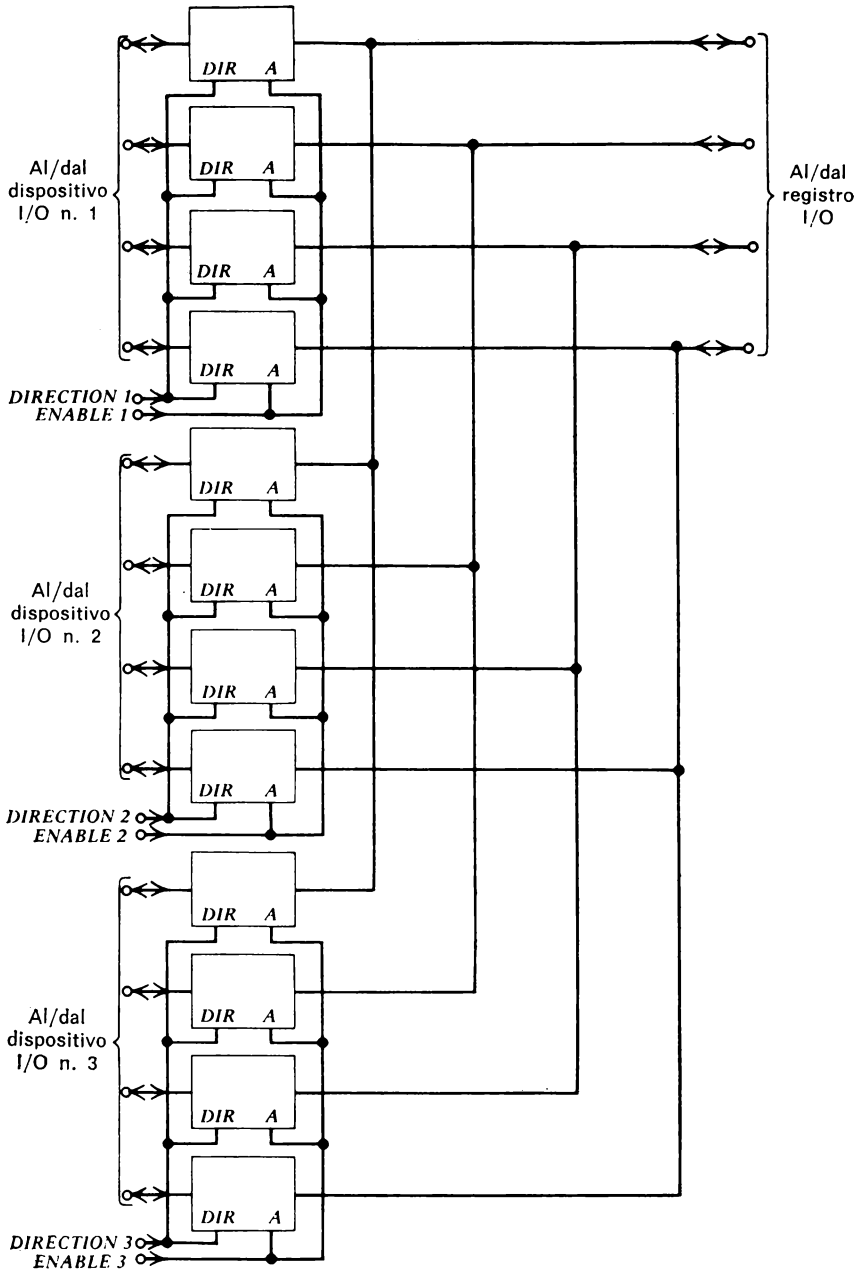 DIR A
DIR A
Al/dal
dispositivo
I/O n. 1
Al/dal
registro
I/O
DIR A
DIR A
DIRECTION 1
ENABLE 1
DIR A
DIR A
Al/dal
dispositivo
I/O n. 2
DIR A
DIR A
DIRECTION 2
ENABLE 2
DIR A
DIR A
Al/dal
dispositivo
I/O n. 3
DIR A
DIR A
DIRECTION 3
ENABLE 3